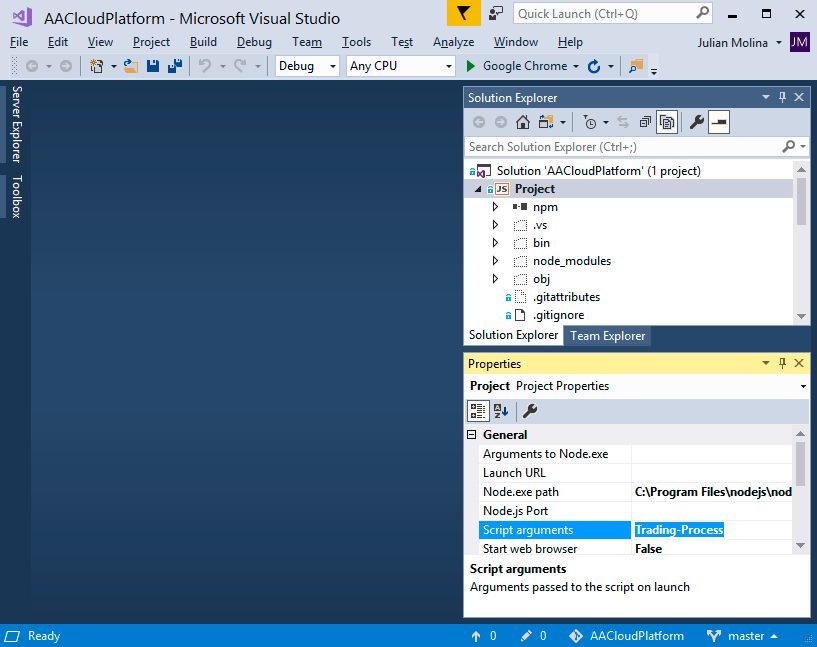 AACloudPlatform - Microsoft Visual Studio
Quick Launch (Ctrl+Q)
File Edit View Project Build Debug Team Tools Test Analyze Window Help
Julian Molina JM
Debug Any CPU Google Chrome
Server Explorer
Toolbox
Solution Explorer
Search Solution Explorer (Ctrl+;)
Solution 'AACloudPlatform' (1 project)
JS Project
npm
.vs
bin
node_modules
obj
.gitattributes
.gitignore
Solution Explorer Team Explorer
Properties
Project Project Properties
General
Arguments to Node.exe
Launch URL
Node.exe path C:\Program Files\nodejs\nod
Node.js Port
Script arguments Trading-Process
Start web browser False
Script arguments
Arguments passed to the script on launch
Ready 0 0 AACloudPlatform master